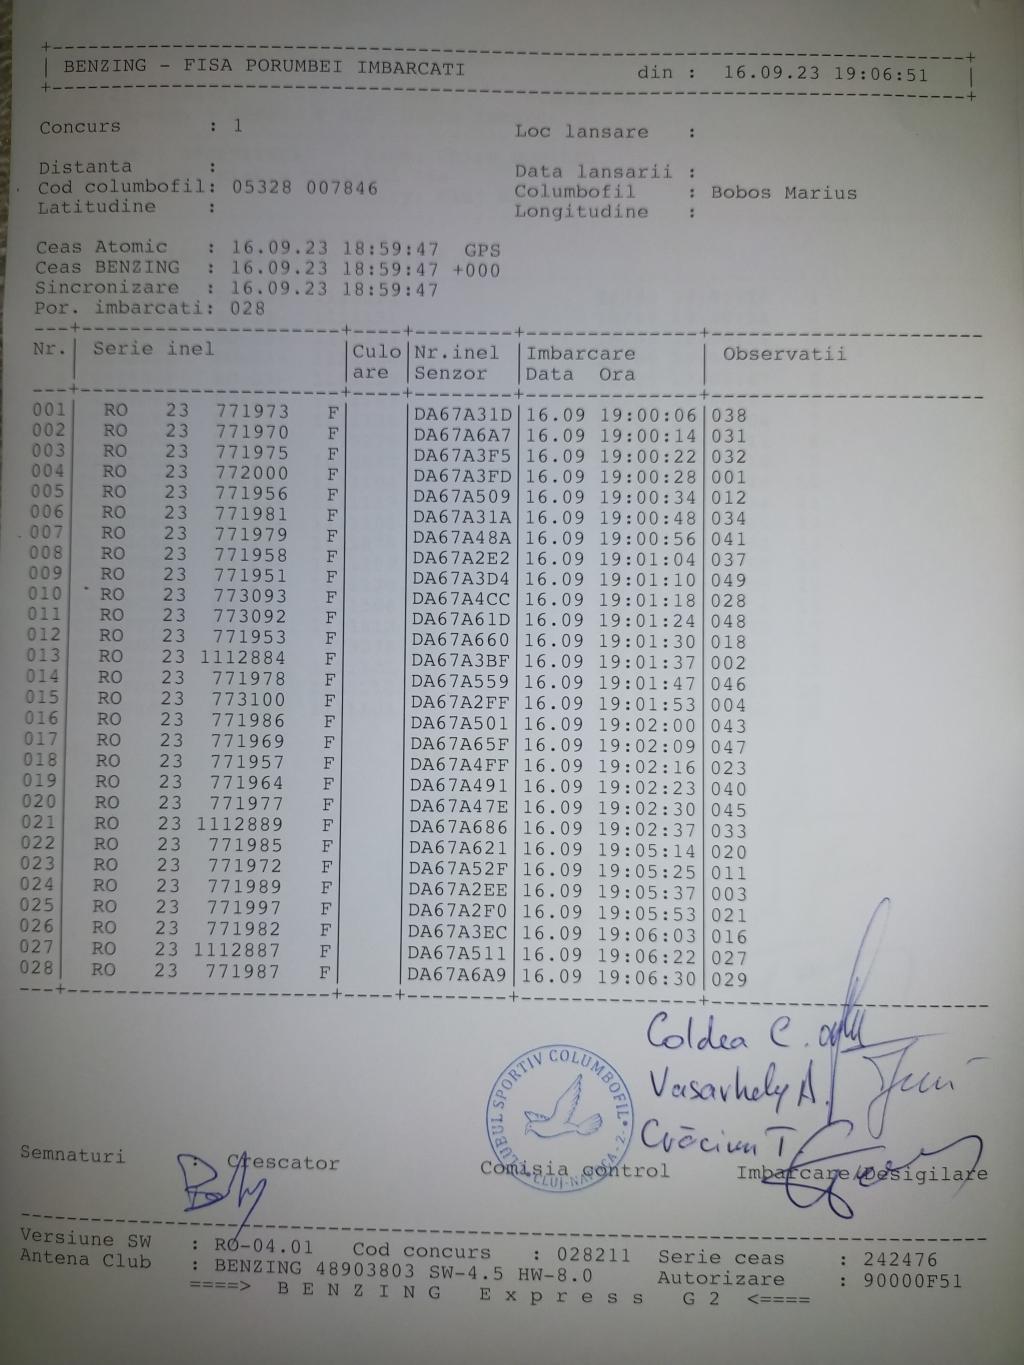 BENZING - FISA PORUMBEI IMBARCATI din : 16.09.23 19:06:51
Concurs : 1 Loc lansare :
Distanta : Data lansarii :
Cod columbofil: 05328 007846 Columbofil : Bobos Marius
Latitudine : Longitudine :
Ceas Atomic : 16.09.23 18:59:47 GPS
Ceas BENZING : 16.09.23 18:59:47 +000
Sincronizare : 16.09.23 18:59:47
Por. imbarcati: 028
Nr. Serie inel Culo Nr.inel Imbarcare Observatii
are Senzor Data Ora
001 RO 23 771973 F DA67A31D 16.09 19:00:06 038
002 RO 23 771970 F DA67A6A7 16.09 19:00:14 031
003 RO 23 771975 F DA67A3F5 16.09 19:00:22 032
004 RO 23 772000 F DA67A3FD 16.09 19:00:28 001
005 RO 23 771956 F DA67A509 16.09 19:00:34 012
006 RO 23 771981 F DA67A31A 16.09 19:00:48 034
007 RO 23 771979 F DA67A48A 16.09 19:00:56 041
008 RO 23 771958 F DA67A2E2 16.09 19:01:04 037
009 RO 23 771951 F DA67A3D4 16.09 19:01:10 049
010 RO 23 773093 F DA67A4CC 16.09 19:01:18 028
011 RO 23 773092 F DA67A61D 16.09 19:01:24 048
012 RO 23 771953 F DA67A660 16.09 19:01:30 018
013 RO 23 1112884 F DA67A3BF 16.09 19:01:37 002
014 RO 23 771978 F DA67A559 16.09 19:01:47 046
015 RO 23 773100 F DA67A2FF 16.09 19:01:53 004
016 RO 23 771986 F DA67A501 16.09 19:02:00 043
017 RO 23 771969 F DA67A65F 16.09 19:02:09 047
018 RO 23 771957 F DA67A4FF 16.09 19:02:16 023
019 RO 23 771964 F DA67A491 16.09 19:02:23 040
020 RO 23 771977 F DA67A47E 16.09 19:02:30 045
021 RO 23 1112889 F DA67A686 16.09 19:02:37 033
022 RO 23 771985 F DA67A621 16.09 19:05:14 020
023 RO 23 771972 F DA67A52F 16.09 19:05:25 011
024 RO 23 771989 F DA67A2EE 16.09 19:05:37 003
025 RO 23 771997 F DA67A2F0 16.09 19:05:53 021
026 RO 23 771982 F DA67A3EC 16.09 19:06:03 016
027 RO 23 1112887 F DA67A511 16.09 19:06:22 027
028 RO 23 771987 F DA67A6A9 16.09 19:06:30 029
Coldea C.
Vasarhely A.
Crăciun T.
CLUBUL SPORTIV COLUMBOFIL
2 - CLUJ-NAPOCA
Semnaturi : Crescator Comisia control Imbarcare/Desigilare
Versiune SW : RO-04.01 Cod concurs : 028211 Serie ceas : 242476
Antena Club : BENZING 48903803 SW-4.5 HW-8.0 Autorizare : 90000F51
====> B E N Z I N G E x p r e s s G 2 <====